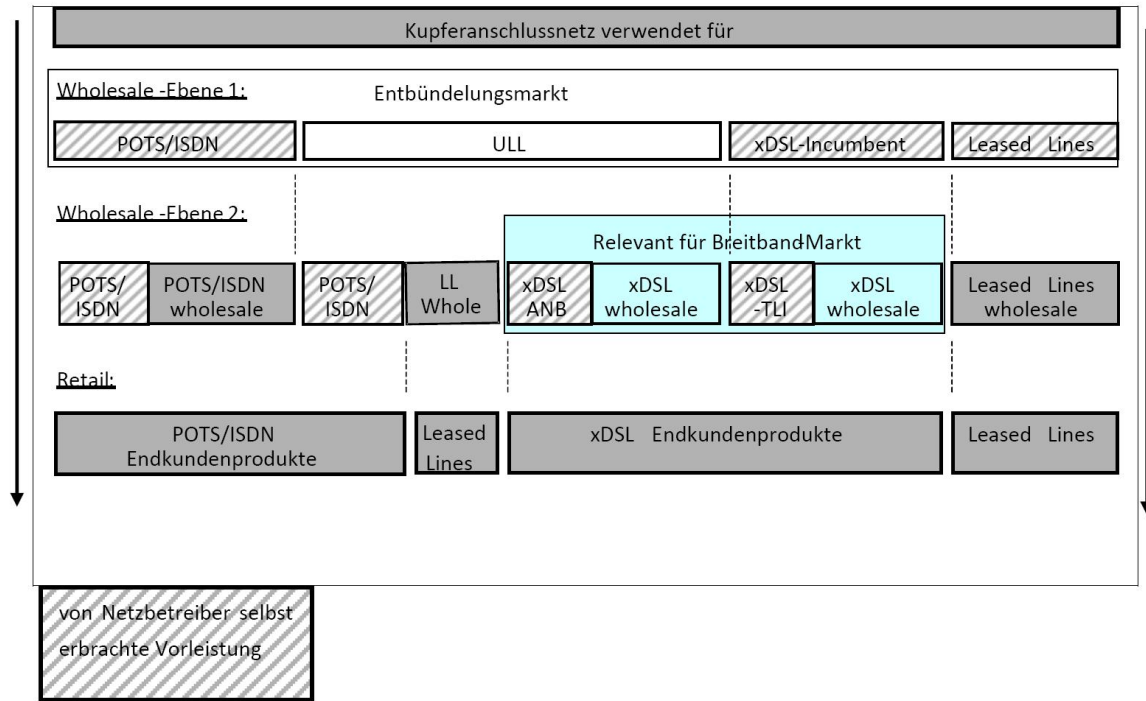 Kupferanschlussnetz verwendet für
Wholesale -Ebene 1: Entbündelungsmarkt
POTS/ISDN ULL xDSL-Incumbent Leased Lines
Wholesale -Ebene 2:
Relevant für Breitband-Markt
POTS/
ISDN
POTS/ISDN
wholesale
POTS/
ISDN
LL
Whole
xDSL
ANB
xDSL
wholesale
xDSL
-TLI
xDSL
wholesale
Leased Lines
wholesale
Retail:
POTS/ISDN
Endkundenprodukte
Leased
Lines
xDSL Endkundenprodukte
Leased Lines
von Netzbetreiber selbst
erbrachte Vorleistung